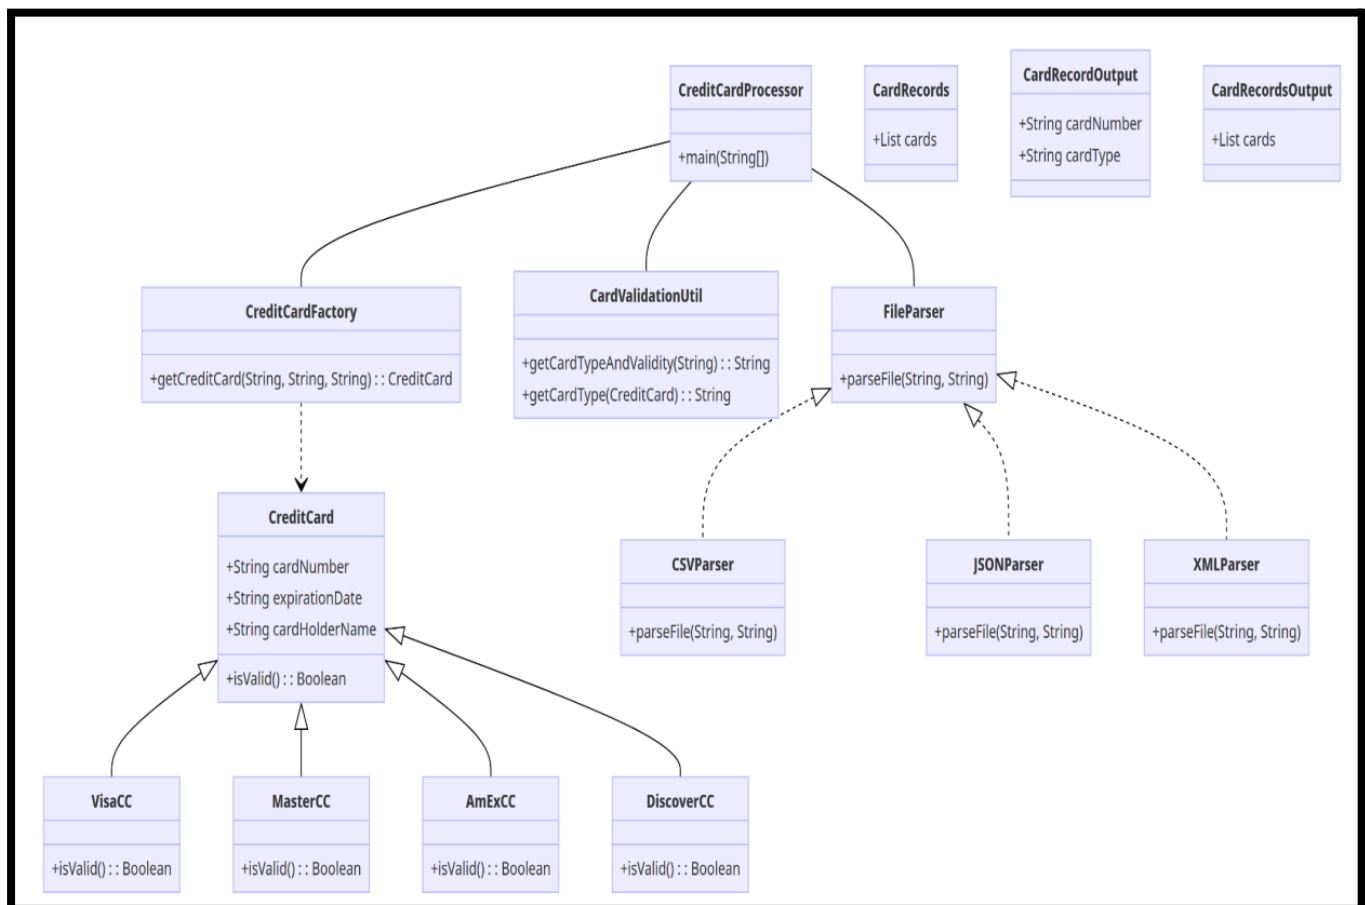 CreditCardProcessor
+main(String[])
CardRecords
+List cards
CardRecordOutput
+String cardNumber
+String cardType
CardRecordsOutput
+List cards
CreditCardFactory
+getCreditCard(String, String, String) : : CreditCard
CardValidationUtil
+getCardTypeAndValidity(String) : : String
+getCardType(CreditCard) : : String
FileParser
+parseFile(String, String)
CreditCard
+String cardNumber
+String expirationDate
+String cardHolderName
+isValid() : : Boolean
CSVParser
+parseFile(String, String)
JSONParser
+parseFile(String, String)
XMLParser
+parseFile(String, String)
VisaCC
+isValid() : : Boolean
MasterCC
+isValid() : : Boolean
AmExCC
+isValid() : : Boolean
DiscoverCC
+isValid() : : Boolean